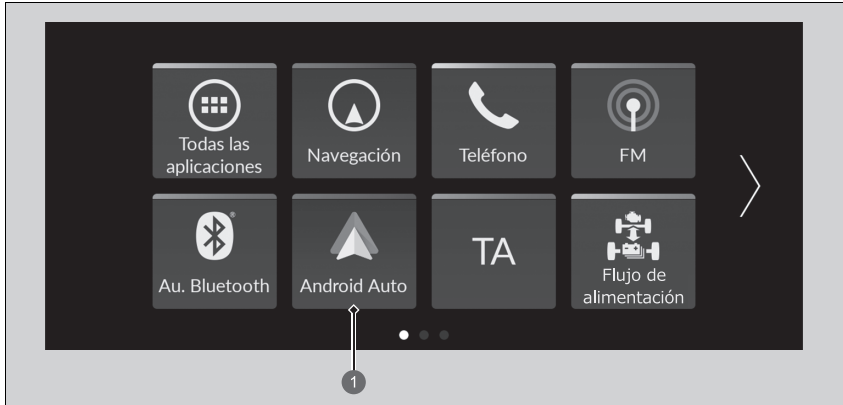 Todas las
aplicaciones
Navegación
Teléfono
FM
Au. Bluetooth
Android Auto
TA
Flujo de
alimentación
1